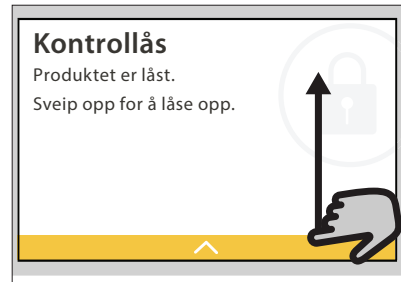 Kontrollås
Produktet er låst.
Sveip opp for å låse opp.